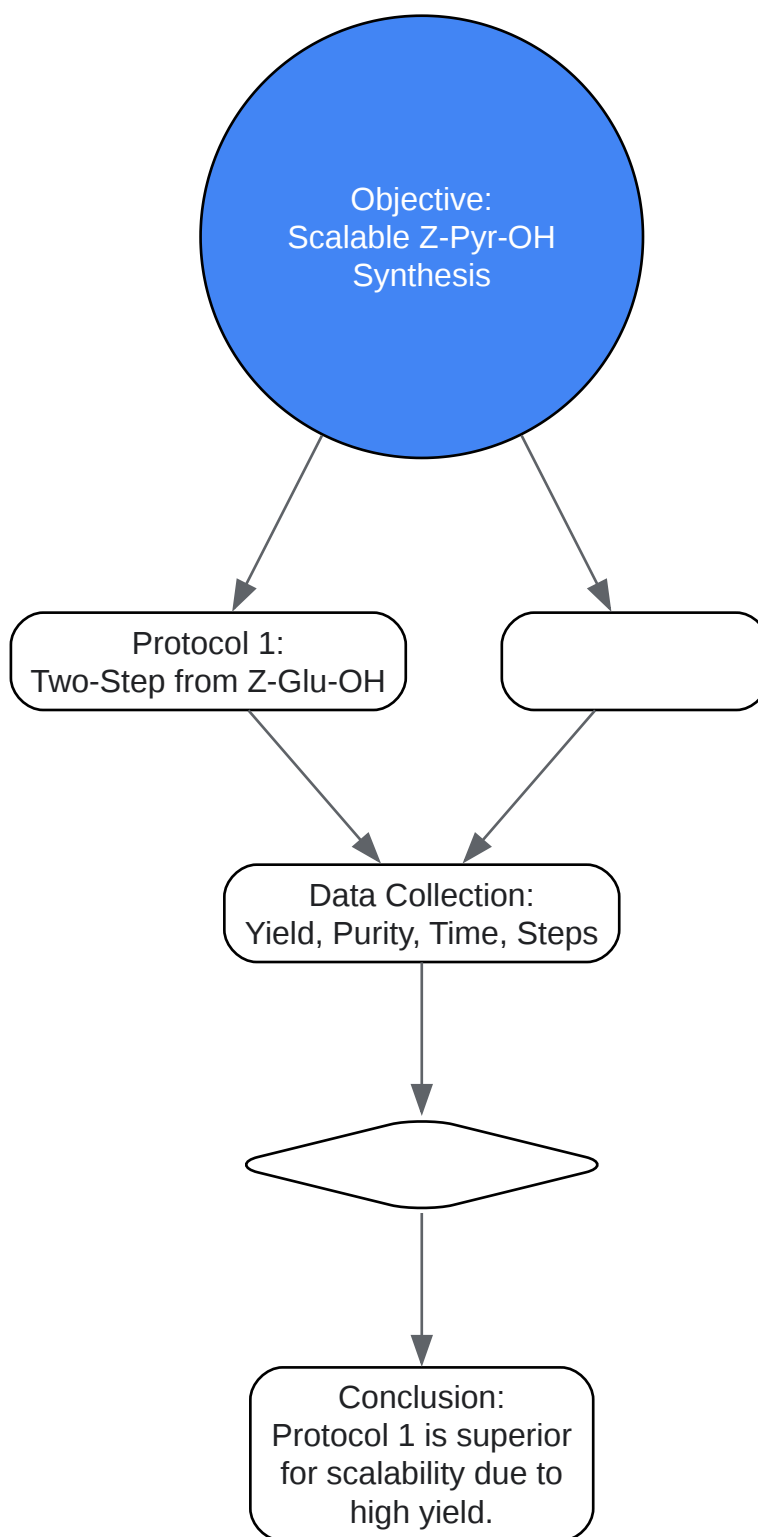 Objective:
Scalable Z-Pyr-OH
Synthesis
Protocol 1:
Two-Step from Z-Glu-OH
Data Collection:
Yield, Purity, Time, Steps
Conclusion:
Protocol 1 is superior
for scalability due to
high yield.